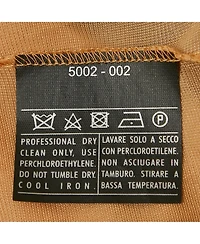 5002 - 002
P
PROFESSIONAL DRY
CLEAN ONLY, USE
PERCHLOROETHYLENE.
DO NOT TUMBLE DRY.
COOL IRON.
LAVARE SOLO A SECCO
CON PERCLOROETILENE.
NON ASCIUGARE IN
TAMBURO. STIRARE A
BASSA TEMPERATURA.